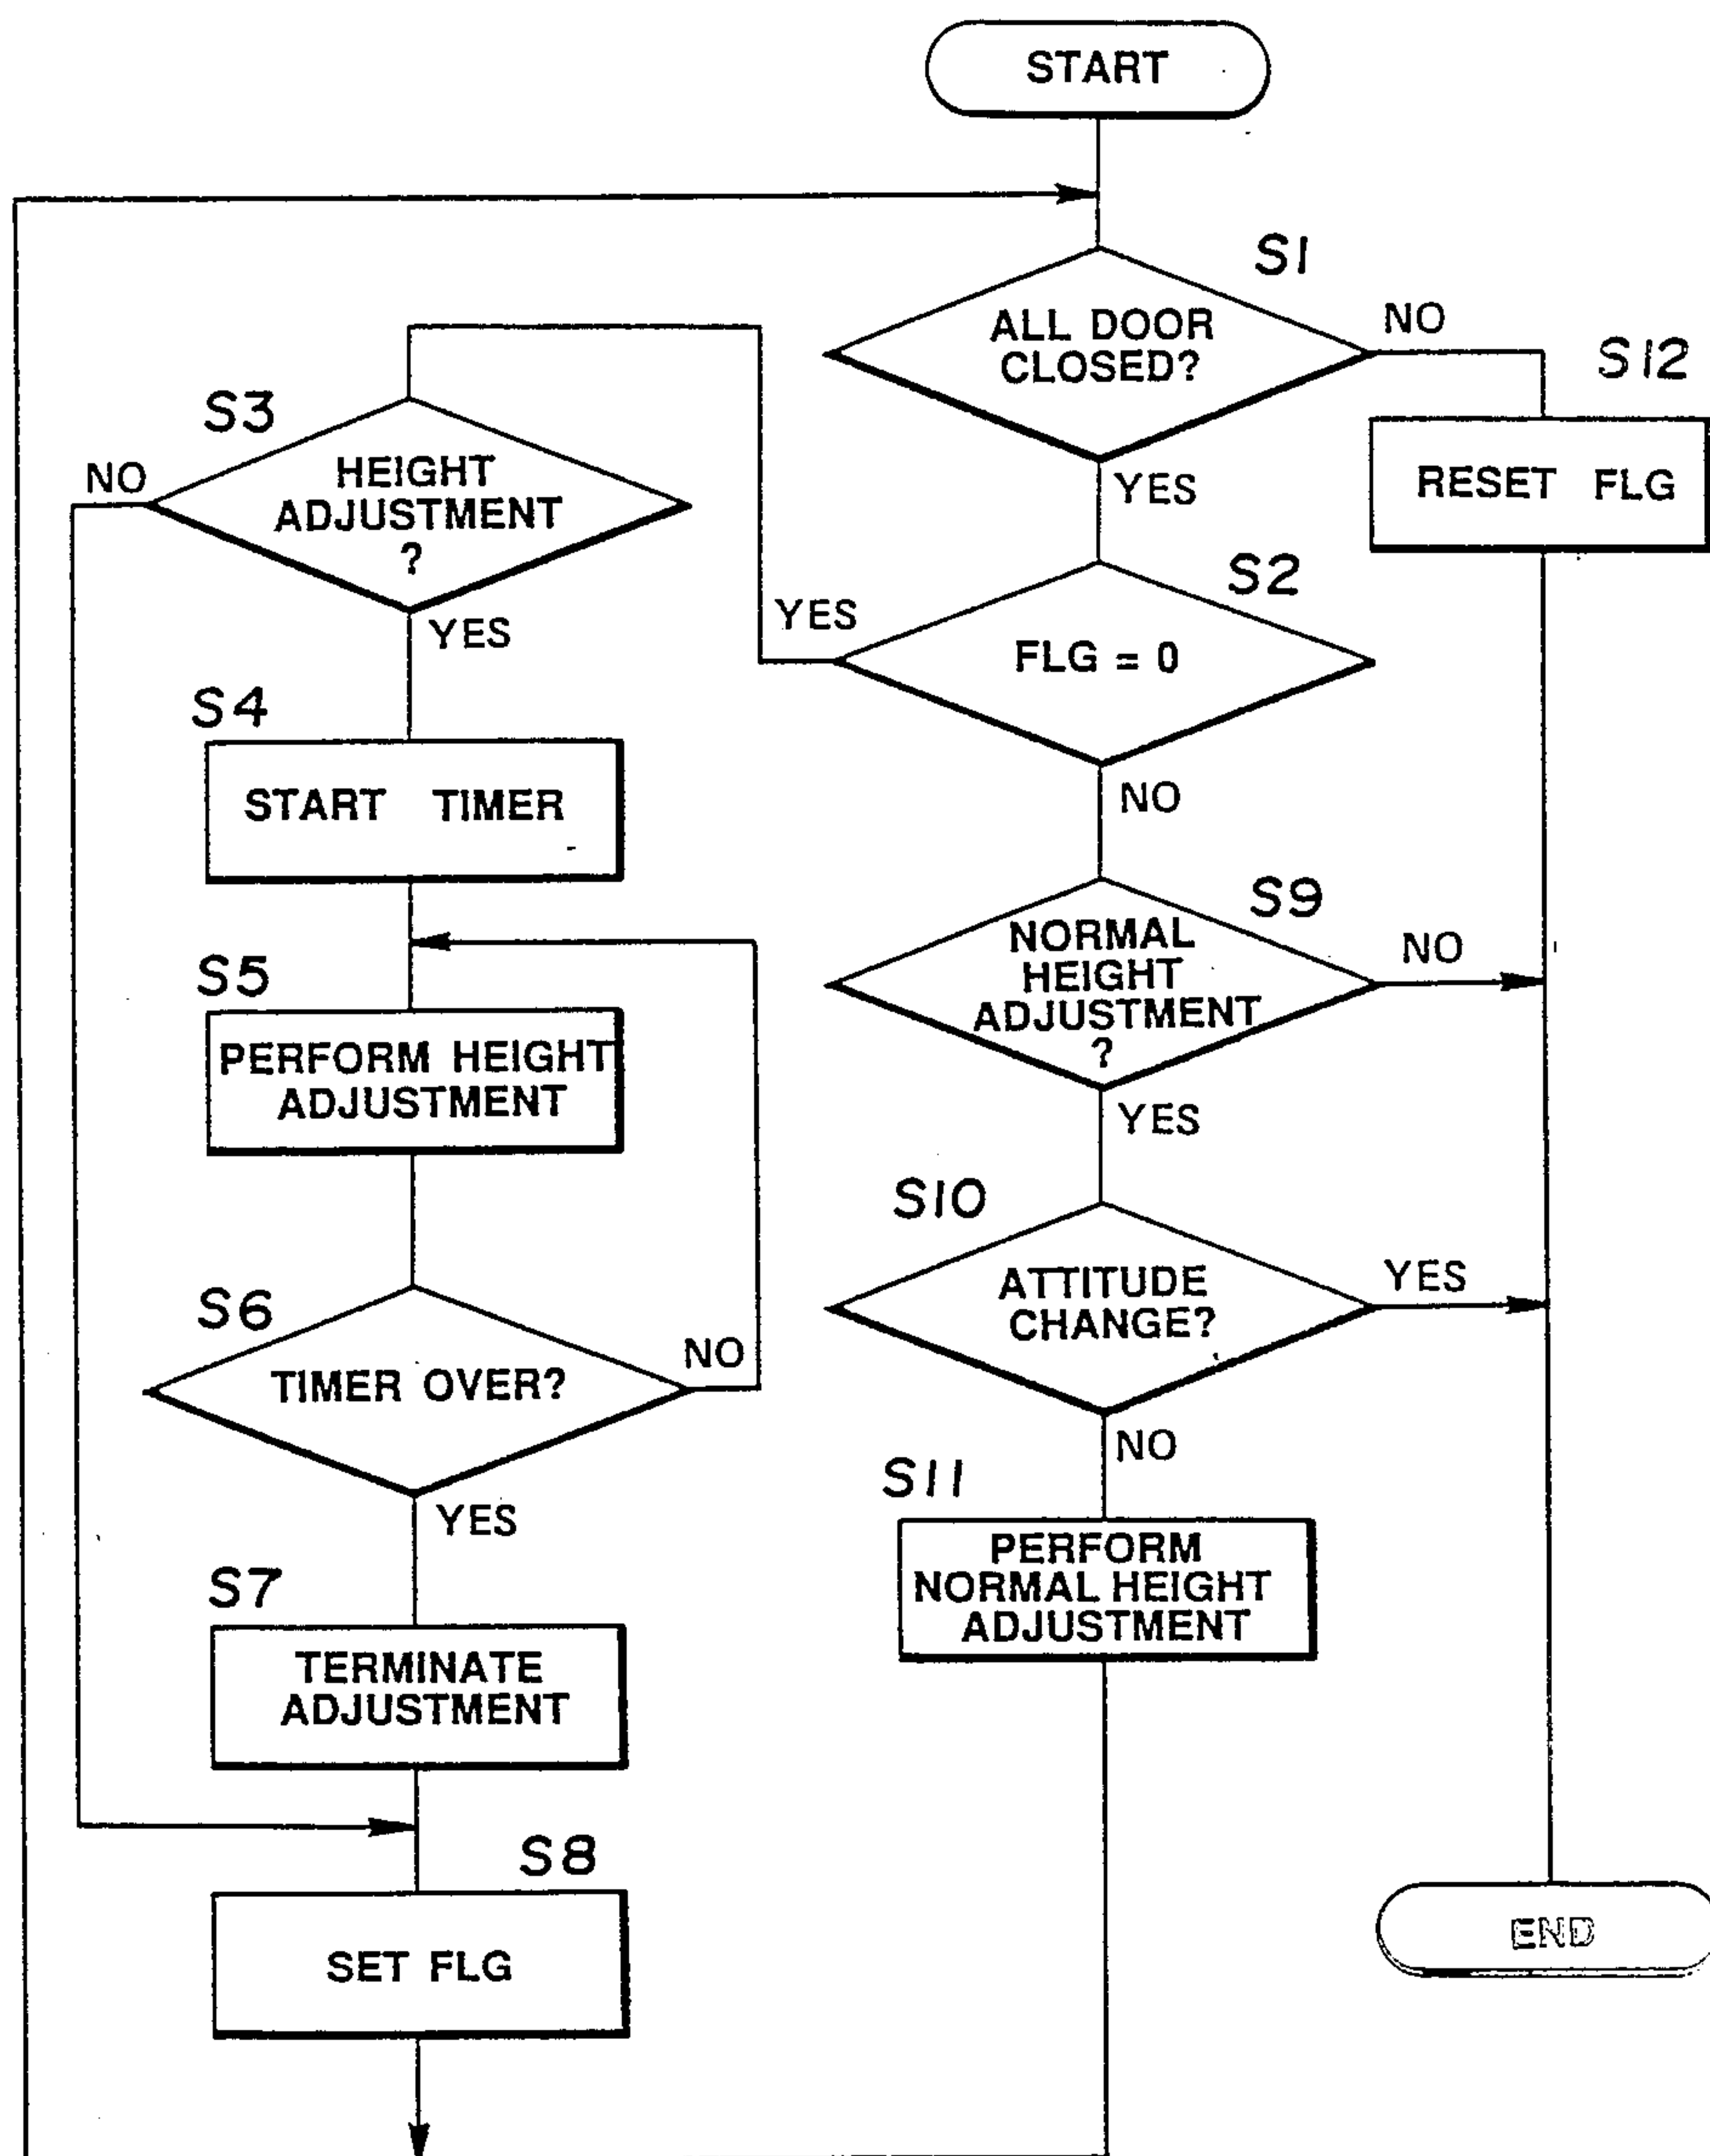 START
S1
ALL DOOR
CLOSED?
NO
YES
S12
RESET FLG
S2
FLG = 0
YES
NO
S3
HEIGHT
ADJUSTMENT
?
NO
YES
S4
START TIMER
S5
PERFORM HEIGHT
ADJUSTMENT
S6
TIMER OVER?
NO
YES
S7
TERMINATE
ADJUSTMENT
S8
SET FLG
S9
NORMAL
HEIGHT
ADJUSTMENT
?
NO
YES
S10
ATTITUDE
CHANGE?
YES
NO
S11
PERFORM
NORMAL HEIGHT
ADJUSTMENT
END